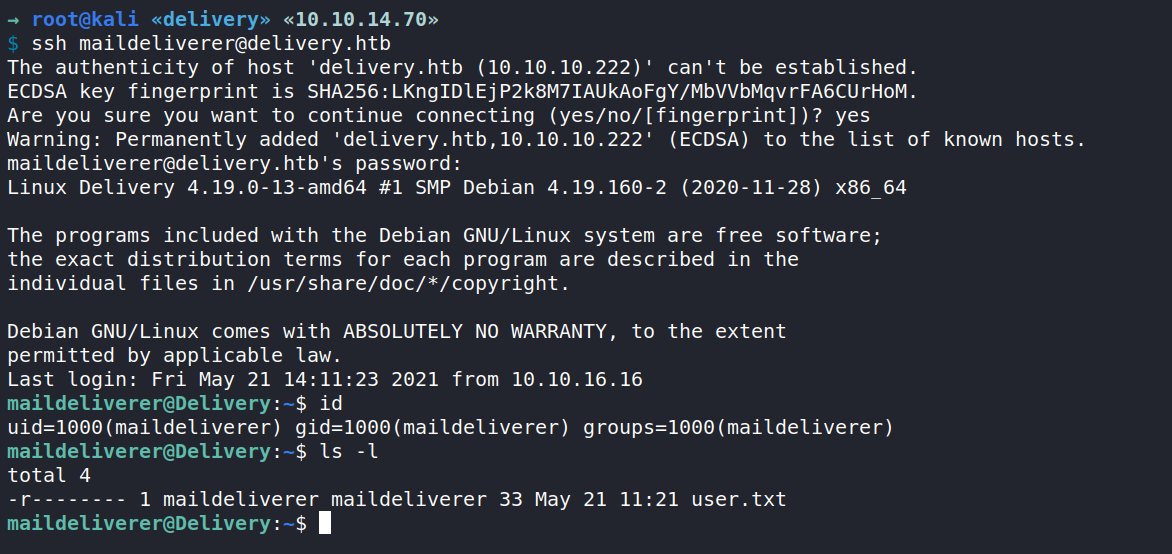 → root@kali «delivery» «10.10.14.70»
$ ssh maildeliverer@delivery.htb
The authenticity of host 'delivery.htb (10.10.10.222)' can't be established.
ECDSA key fingerprint is SHA256:LKngIDlEjP2k8M7IAUkAoFgY/MbVVbMqvrFA6CUrHoM.
Are you sure you want to continue connecting (yes/no/[fingerprint])? yes
Warning: Permanently added 'delivery.htb,10.10.10.222' (ECDSA) to the list of known hosts.
maildeliverer@delivery.htb's password:
Linux Delivery 4.19.0-13-amd64 #1 SMP Debian 4.19.160-2 (2020-11-28) x86_64

The programs included with the Debian GNU/Linux system are free software;
the exact distribution terms for each program are described in the
individual files in /usr/share/doc/*/copyright.

Debian GNU/Linux comes with ABSOLUTELY NO WARRANTY, to the extent
permitted by applicable law.
Last login: Fri May 21 14:11:23 2021 from 10.10.16.16
maildeliverer@Delivery:~$ id
uid=1000(maildeliverer) gid=1000(maildeliverer) groups=1000(maildeliverer)
maildeliverer@Delivery:~$ ls -l
total 4
-r-------- 1 maildeliverer maildeliverer 33 May 21 11:21 user.txt
maildeliverer@Delivery:~$